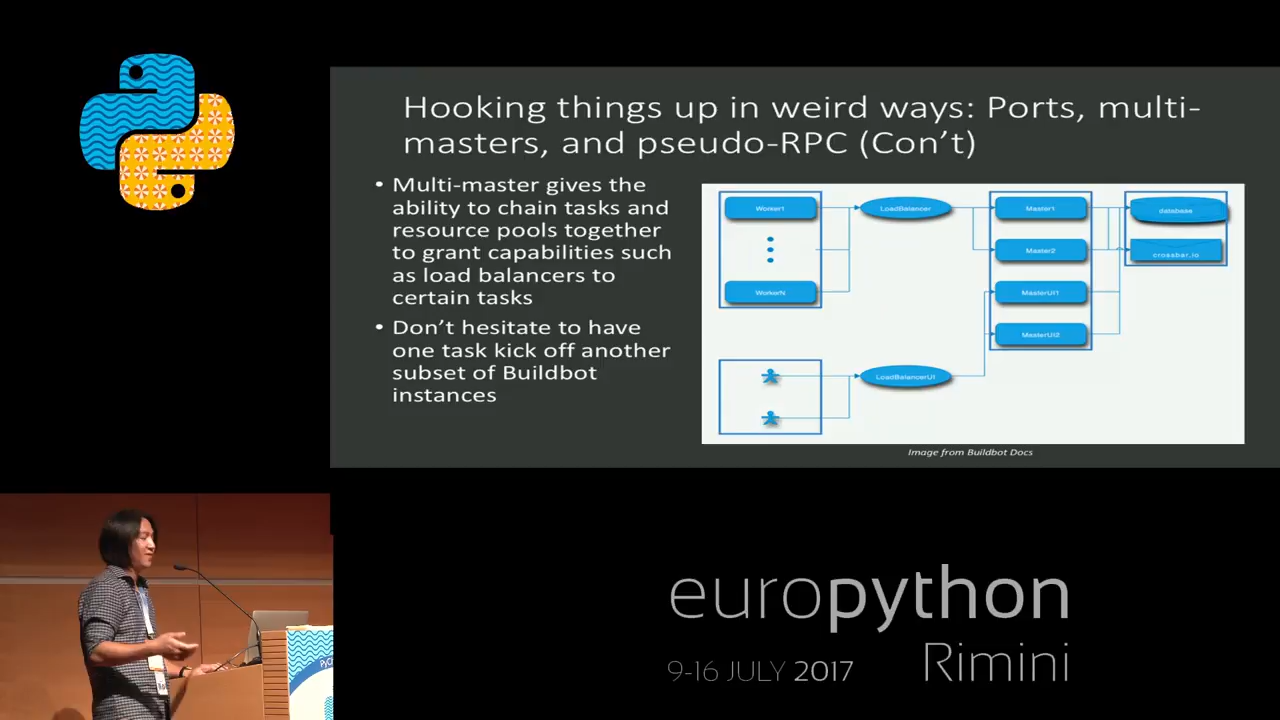 Hooking things up in weird ways: Ports, multi-
masters, and pseudo-RPC (Con't)
• Multi-master gives the
ability to chain tasks and
resource pools together
to grant capabilities such
as load balancers to
certain tasks
• Don't hesitate to have
one task kick off another
subset of Buildbot
instances
Worker1
WorkerN
LoadBalancer
LoadBalancerUI
Master1
Master2
MasterUI1
MasterUI2
database
crossbar.io
Image from Buildbot Docs
europython
Rimini
9-16 JULY 2017